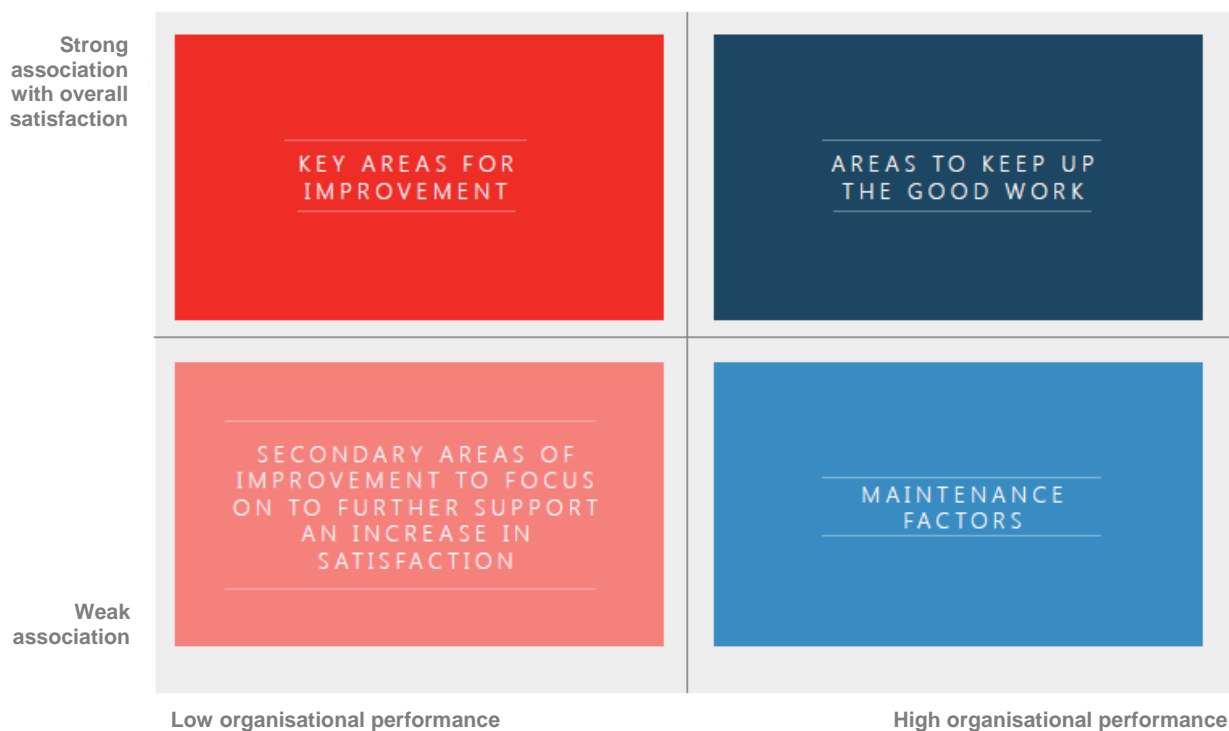 Strong
association
with overall
satisfaction
KEY AREAS FOR
IMPROVEMENT
AREAS TO KEEP UP
THE GOOD WORK
SECONDARY AREAS OF
IMPROVEMENT TO FOCUS
ON TO FURTHER SUPPORT
AN INCREASE IN
SATISFACTION
MAINTENANCE
FACTORS
Weak
association
Low organisational performance
High organisational performance